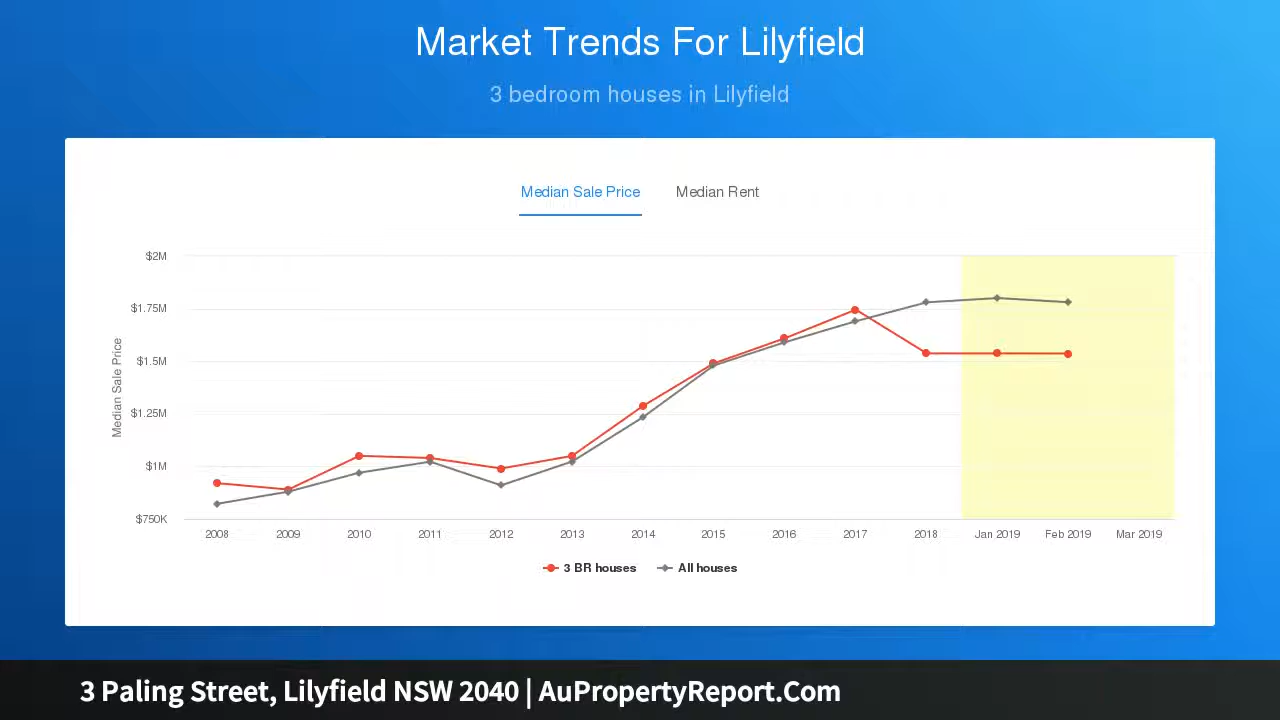 Market Trends For Lilyfield
3 bedroom houses in Lilyfield
Median Sale Price
Median Rent
Median Sale Price
$2M
$1.75M
$1.5M
$1.25M
$1M
$750K
2008 2009 2010 2011 2012 2013 2014 2015 2016 2017 2018 Jan 2019 Feb 2019 Mar 2019
3 BR houses All houses
3 Paling Street, Lilyfield NSW 2040 | AuPropertyReport.Com